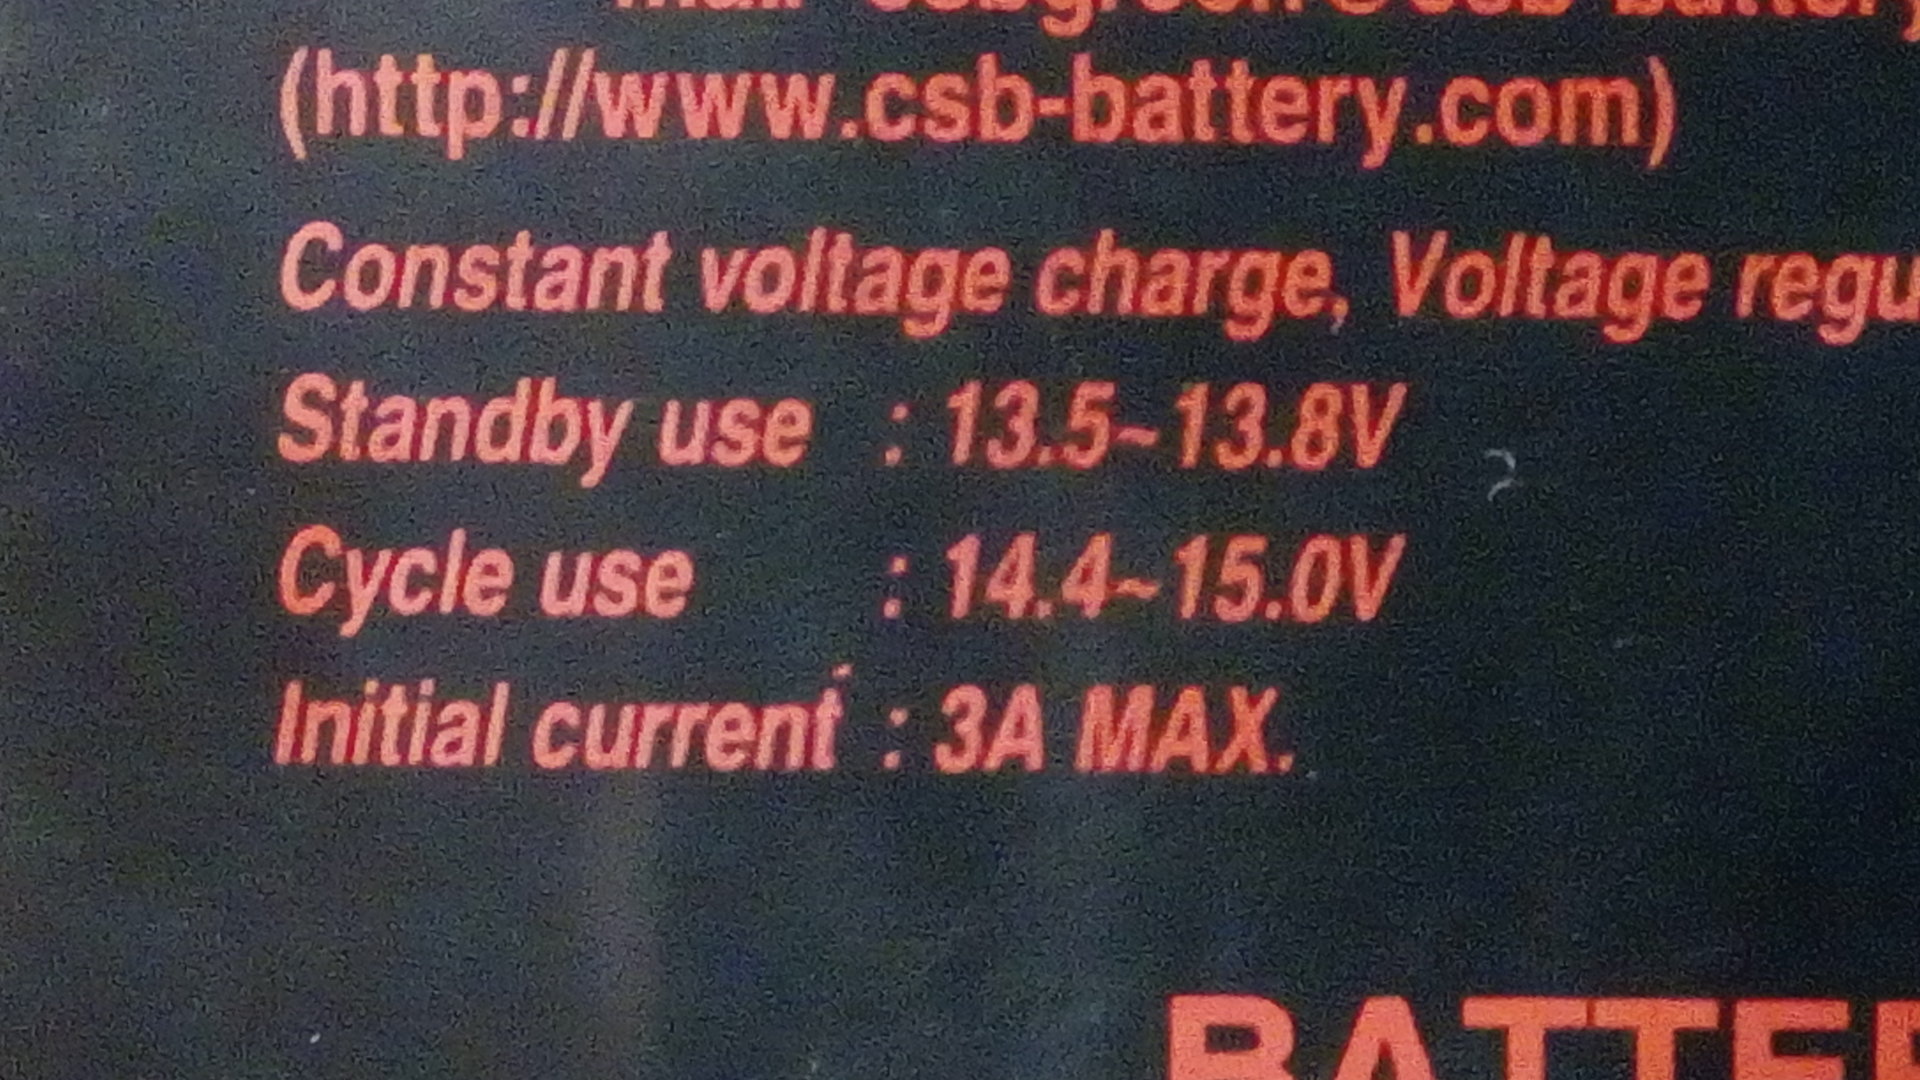 (http://www.csb-battery.com)
Constant voltage charge, Voltage regu
Standby use : 13.5~13.8V
Cycle use : 14.4~15.0V
Initial current : 3A MAX.